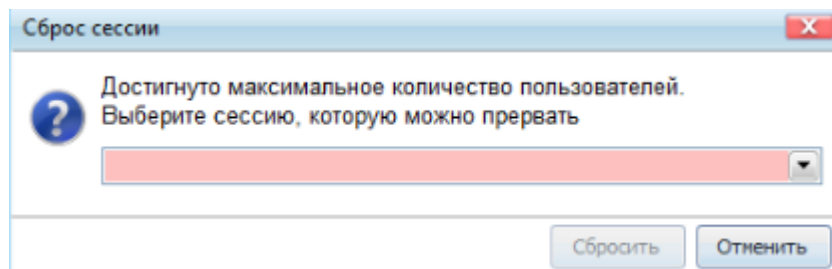 Сброс сессии
Достигнуто максимальное количество пользователей.
Выберите сессию, которую можно прервать
Сбросить
Отменить